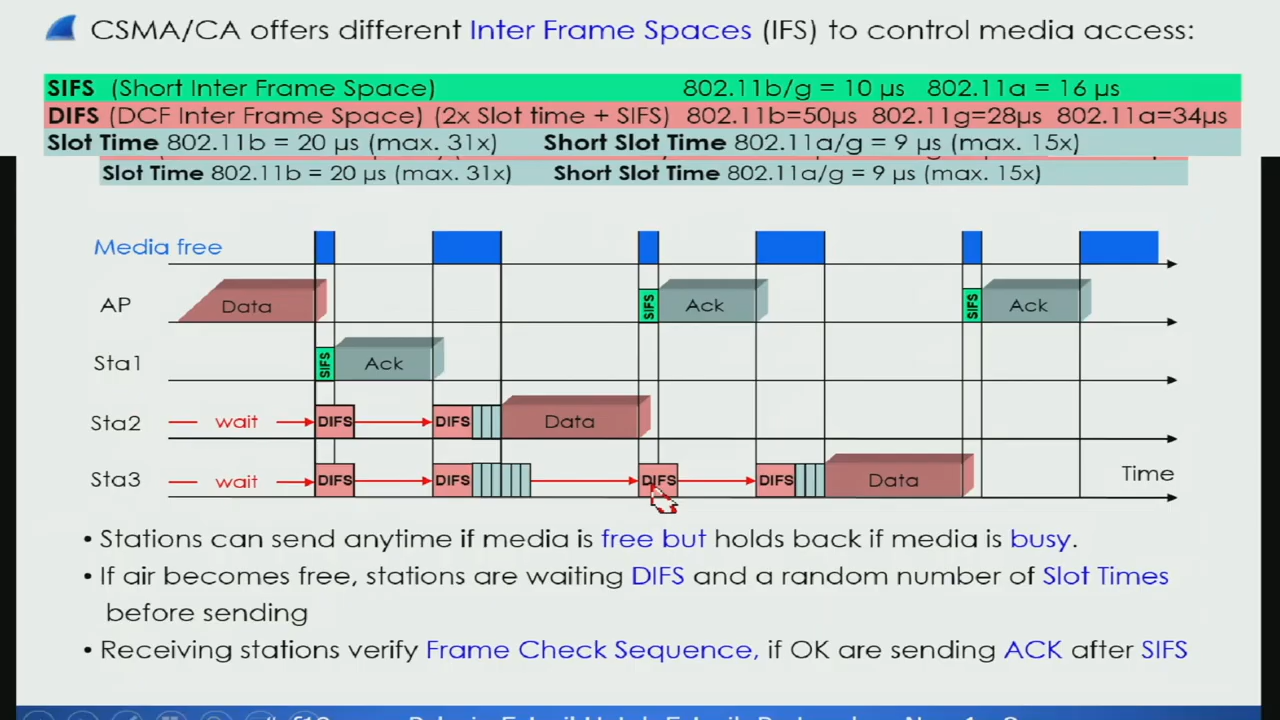 CSMA/CA offers different Inter Frame Spaces (IFS) to control media access:
SIFS (Short Inter Frame Space) 802.11b/g = 10 µs 802.11a = 16 µs
DIFS (DCF Inter Frame Space) (2x Slot time + SIFS) 802.11b=50µs 802.11g=28µs 802.11a=34µs
Slot Time 802.11b = 20 µs (max. 31x) Short Slot Time 802.11a/g = 9 µs (max. 15x)
Slot Time 802.11b = 20 µs (max. 31x) Short Slot Time 802.11a/g = 9 µs (max. 15x)
Media free
AP Data SIFS Ack SIFS Ack
Sta1 SIFS Ack
Sta2 wait DIFS DIFS Data
Sta3 wait DIFS DIFS DIFS DIFS Data Time
• Stations can send anytime if media is free but holds back if media is busy.
• If air becomes free, stations are waiting DIFS and a random number of Slot Times
before sending
• Receiving stations verify Frame Check Sequence, if OK are sending ACK after SIFS